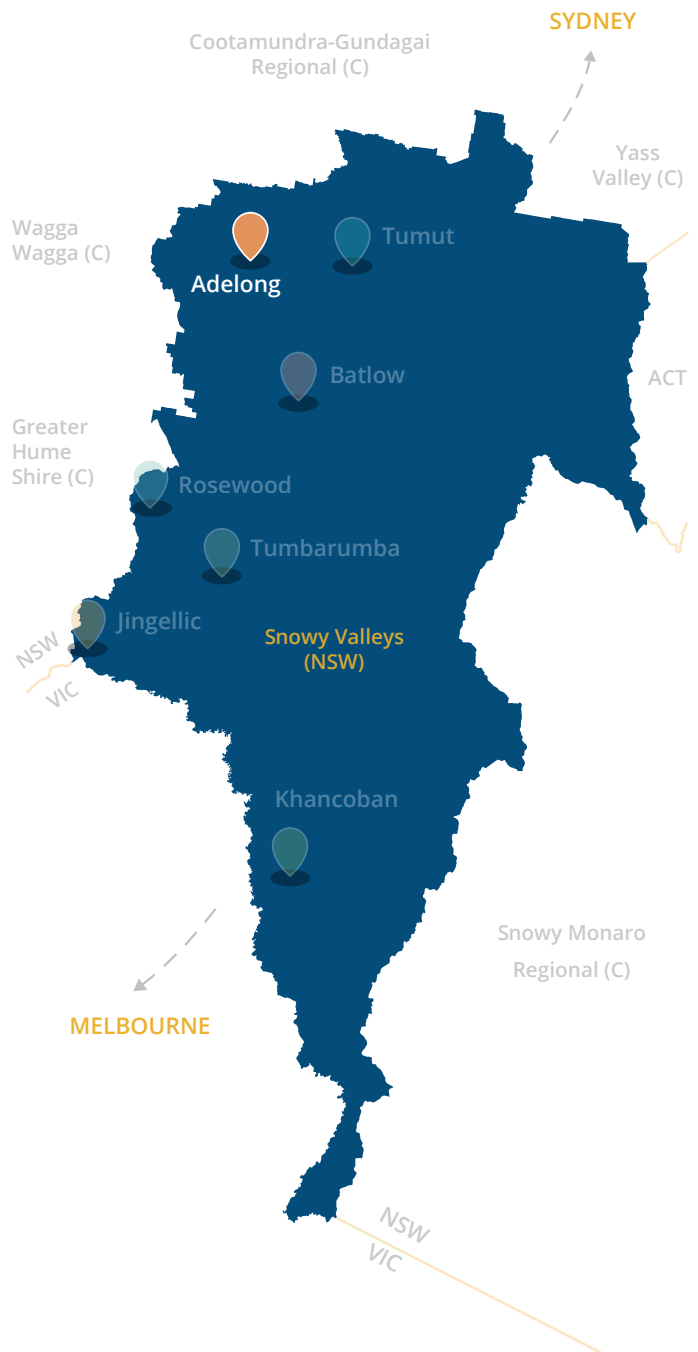 SYDNEY
Cootamundra-Gundagai
Regional (C)
Yass
Valley (C)
Wagga
Wagga (C)
Tumut
Adelong
Batlow
ACT
Greater
Hume
Shire (C)
Rosewood
Tumbarumba
Jingellic
Snowy Valleys
(NSW)
NSW
VIC
Khancoban
Snowy Monaro
Regional (C)
MELBOURNE
NSW
VIC